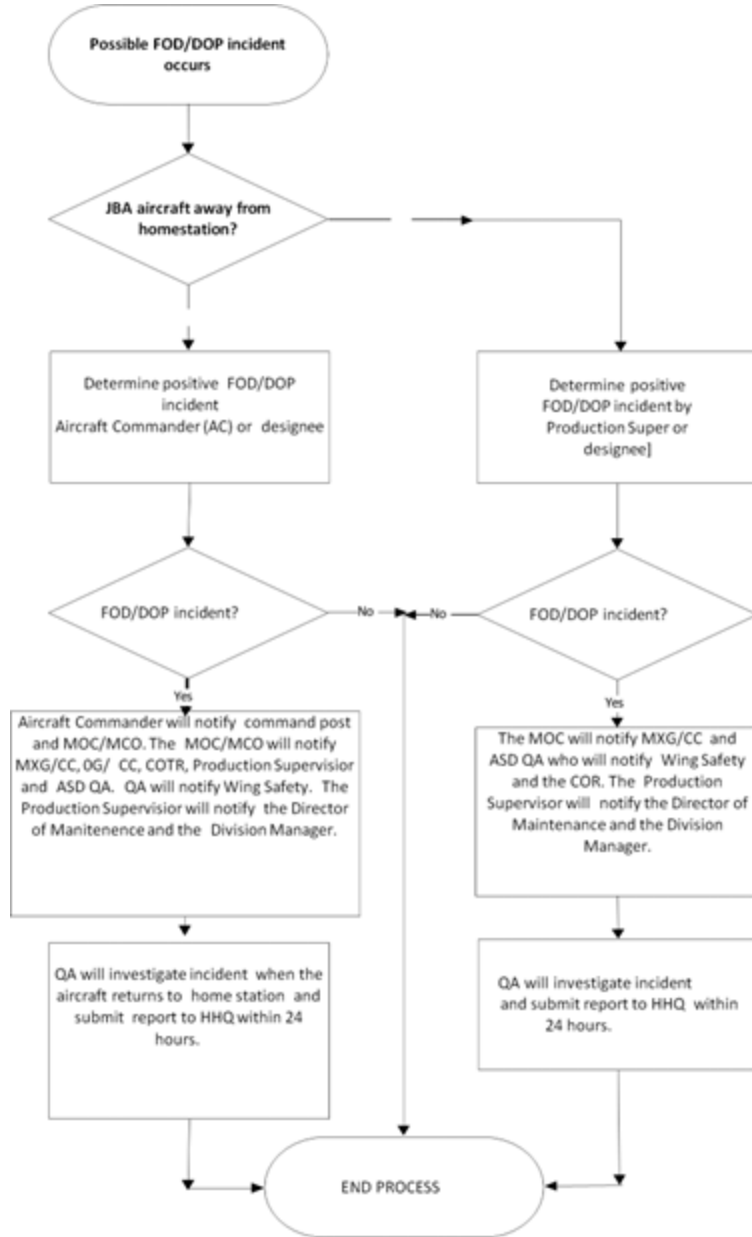 Possible FOD/DOP incident
occurs
JBA aircraft away from
homestation?
Determine positive FOD/DOP
incident
Aircraft Commander (AC) or designee
Determine positive
FOD/DOP incident by
Production Super or
designee]
FOD/DOP incident?
No
No
FOD/DOP incident?
Yes
Aircraft Commander will notify command post
and MOC/MCO. The MOC/MCO will notify
MXG/CC, 0G/ CC, COTR, Production Supervisior
and ASD QA. QA will notify Wing Safety. The
Production Supervisior will notify the Director
of Manitenence and the Division Manager.
Yes
The MOC will notify MXG/CC and
ASD QA who will notify Wing Safety
and the COR. The Production
Supervisor will notify the Director of
Maintenance and the Division
Manager.
QA will investigate incident when the
aircraft returns to home station and
submit report to HHQ within 24
hours.
QA will investigate incident
and submit report to HHQ within
24 hours.
END PROCESS